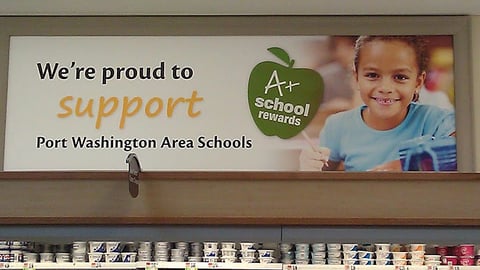 We're proud to
support
Port Washington Area Schools
A+
school
rewards